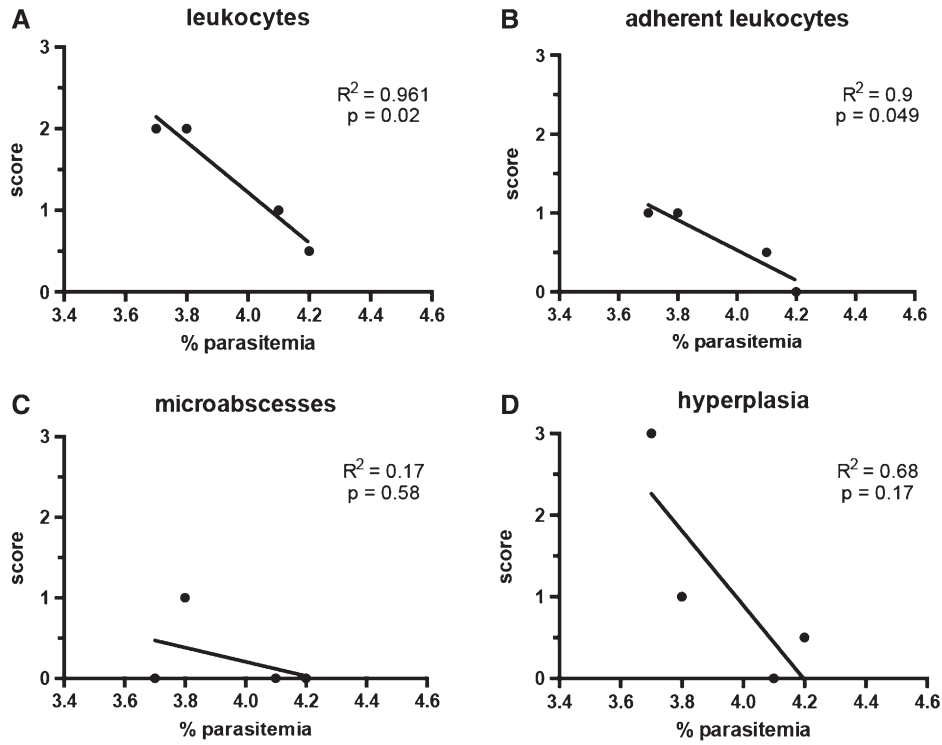 A leukocytes
3
R² = 0.961
p = 0.02
2
score
1
0
3.4 3.6 3.8 4.0 4.2 4.4 4.6
% parasitemia
B adherent leukocytes
3
R² = 0.9
p = 0.049
2
score
1
0
3.4 3.6 3.8 4.0 4.2 4.4 4.6
% parasitemia
C microabscesses
3
R² = 0.17
p = 0.58
2
score
1
0
3.4 3.6 3.8 4.0 4.2 4.4 4.6
% parasitemia
D hyperplasia
3
R² = 0.68
p = 0.17
2
score
1
0
3.4 3.6 3.8 4.0 4.2 4.4 4.6
% parasitemia